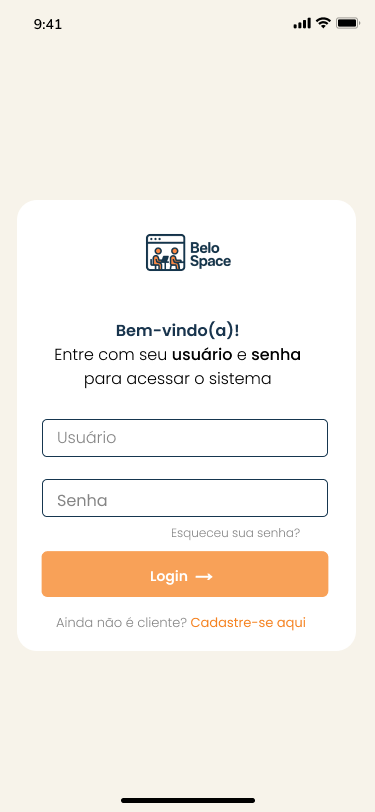 9:41
Belo
Space
Bem-vindo(a)!
Entre com seu usuário e senha
para acessar o sistema
Usuário
Senha
Esqueceu sua senha?
Login →
Ainda não é cliente? Cadastre-se aqui